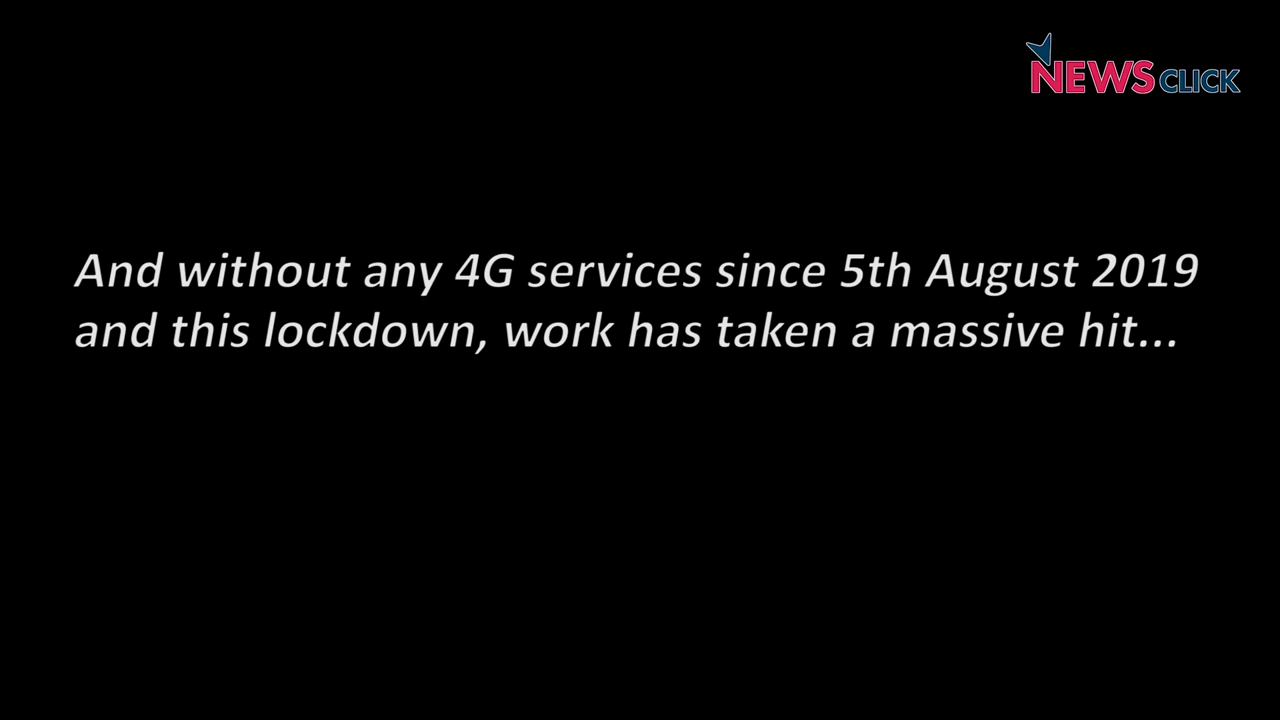 NEWSCLICK
And without any 4G services since 5th August 2019
and this lockdown, work has taken a massive hit...